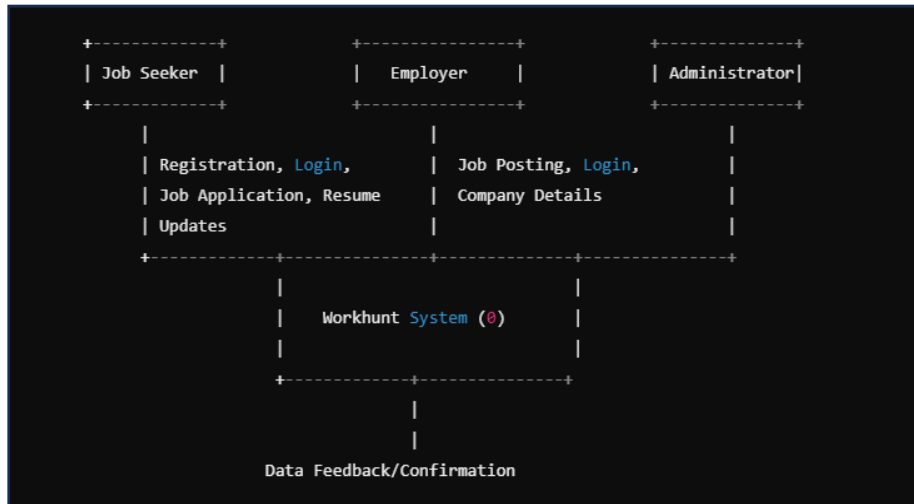 +-------------+ +----------------+ +--------------+
| Job Seeker | | Employer | | Administrator|
+-------------+ +----------------+ +--------------+
| | |
| Registration, Login, | Job Posting, Login, |
| Job Application, Resume | Company Details |
| Updates | |
+-------------+---------------+--------------+---------------+
| |
| Workhunt System (0) |
| |
+-------------+---------------+
|
|
Data Feedback/Confirmation